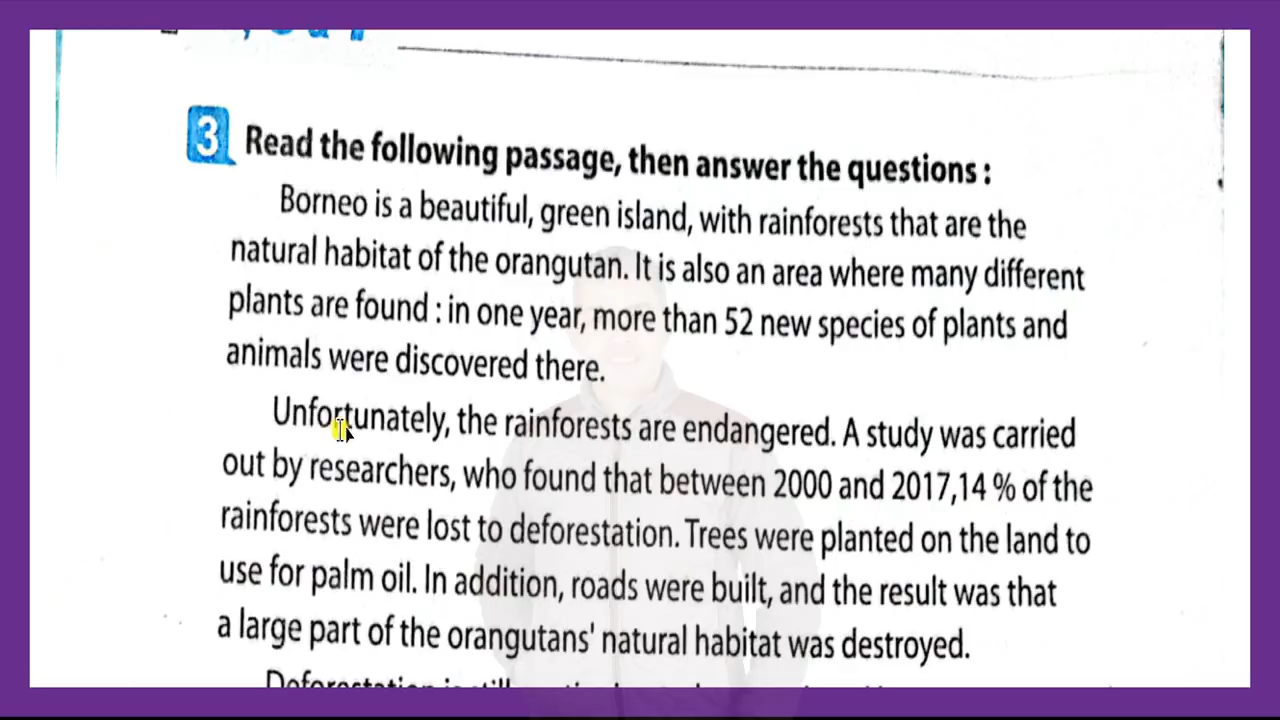 3 Read the following passage, then answer the questions :
Borneo is a beautiful, green island, with rainforests that are the
natural habitat of the orangutan. It is also an area where many different
plants are found : in one year, more than 52 new species of plants and
animals were discovered there.
Unfortunately, the rainforests are endangered. A study was carried
out by researchers, who found that between 2000 and 2017,14 % of the
rainforests were lost to deforestation. Trees were planted on the land to
use for palm oil. In addition, roads were built, and the result was that
a large part of the orangutans' natural habitat was destroyed.
Deforestation is still